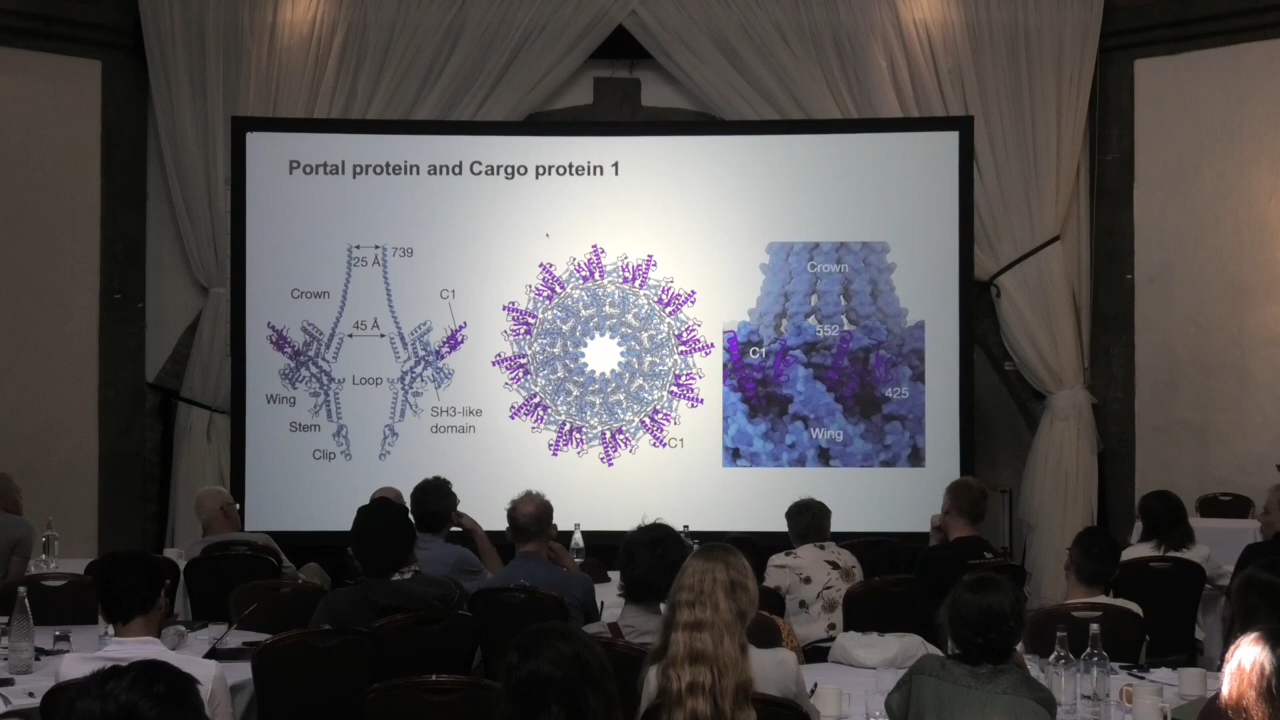 Portal protein and Cargo protein 1
739
25 Å
Crown
C1
45 Å
Loop
Wing
SH3-like
domain
Stem
Clip
C1
Crown
552
C1
425
Wing